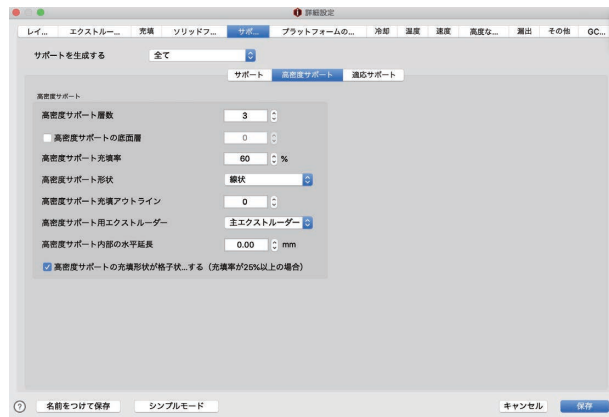 詳細設定
レイ... エクストルー... 充填 ソリッドフ... サポ... プラットフォームの... 冷却 温度 速度 高度な... 漏出 その他 GC...
サポートを生成する 全て
サポート 高密度サポート 適応サポート
高密度サポート
高密度サポート層数 3
高密度サポートの底面層 0
高密度サポート充填率 60 %
高密度サポート形状 線状
高密度サポート充填アウトライン 0
高密度サポート用エクストルーダー 主エクストルーダー
高密度サポート内部の水平延長 0.00 mm
高密度サポートの充填形状が格子状...する（充填率が25%以上の場合）
? 名前をつけて保存 シンプルモード キャンセル 保存